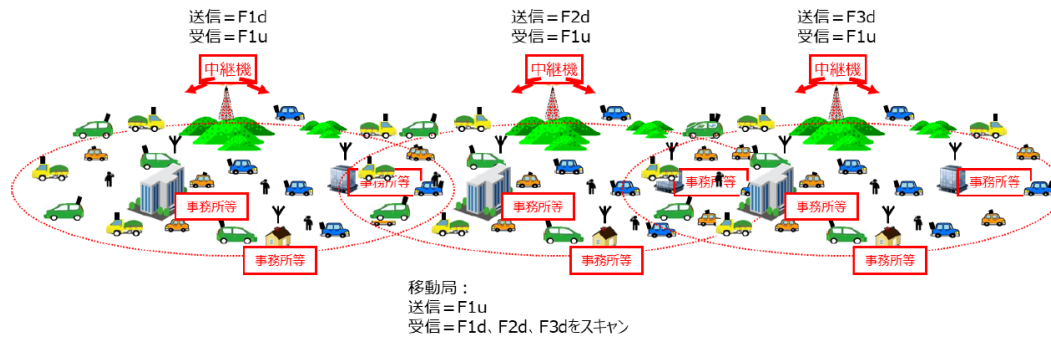 送信＝F1d
受信＝F1u
送信＝F2d
受信＝F1u
送信＝F3d
受信＝F1u
中継機
中継機
中継機
事務所等
事務所等
事務所等
事務所等
事務所等
事務所等
事務所等
事務所等
事務所等
移動局：
送信＝F1u
受信＝F1d、F2d、F3dをスキャン